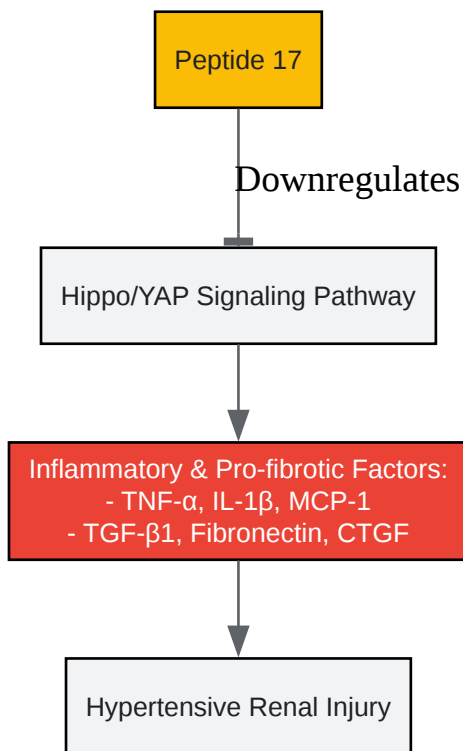 Peptide 17
Downregulates
Hippo/YAP Signaling Pathway
Inflammatory & Pro-fibrotic Factors:
- TNF-α, IL-1β, MCP-1
- TGF-β1, Fibronectin, CTGF
Hypertensive Renal Injury